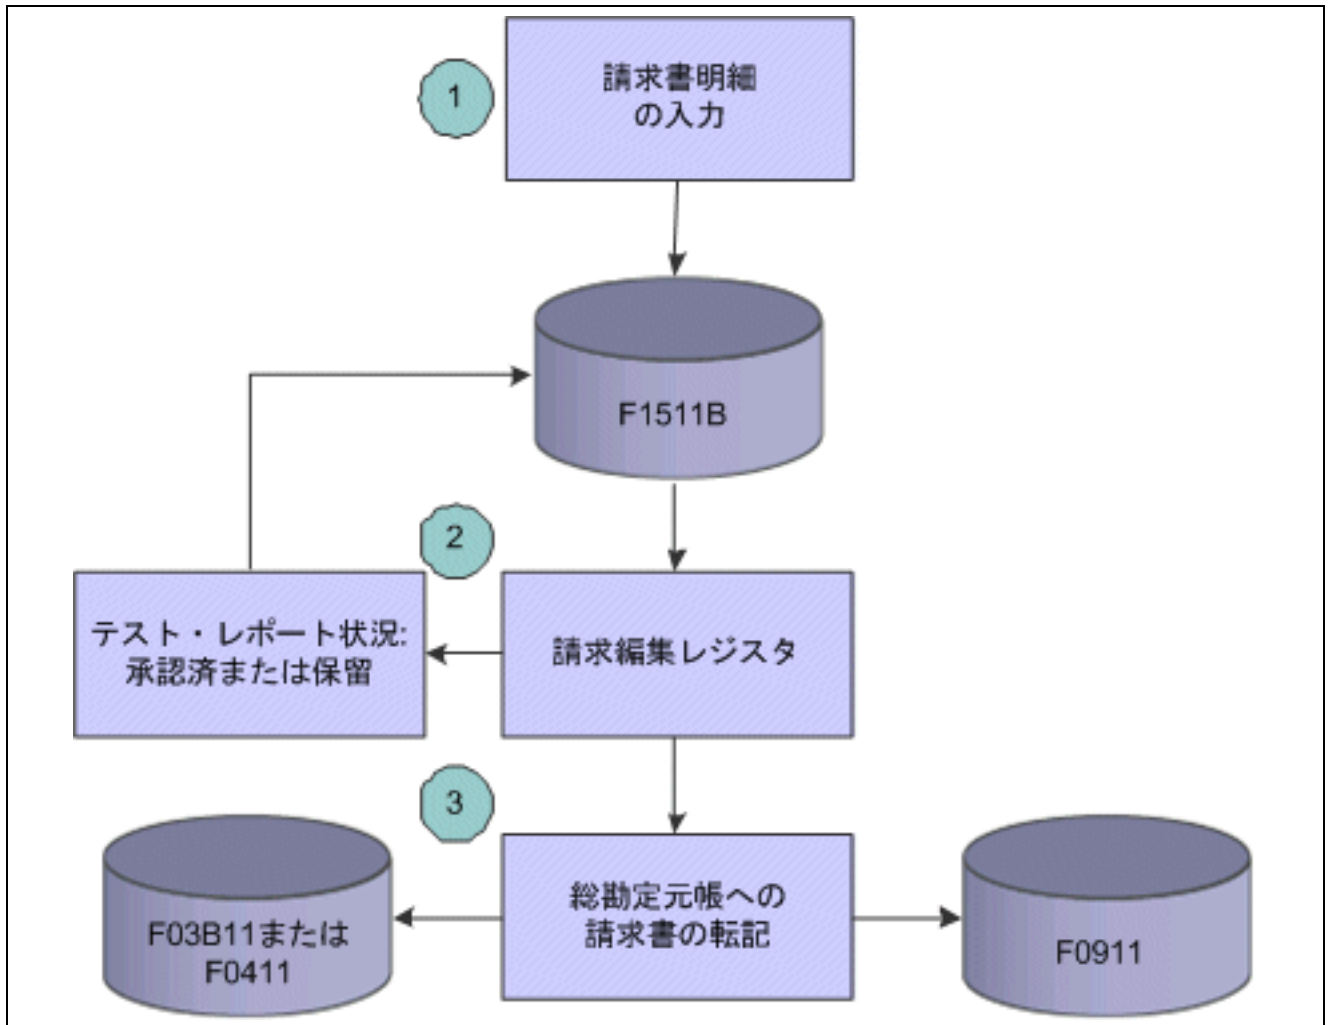 1
請求書明細
の入力
F1511B
2
テスト・レポート状況:
承認済または保留
請求編集レジスタ
3
F03B11または
F0411
総勘定元帳への
請求書の転記
F0911